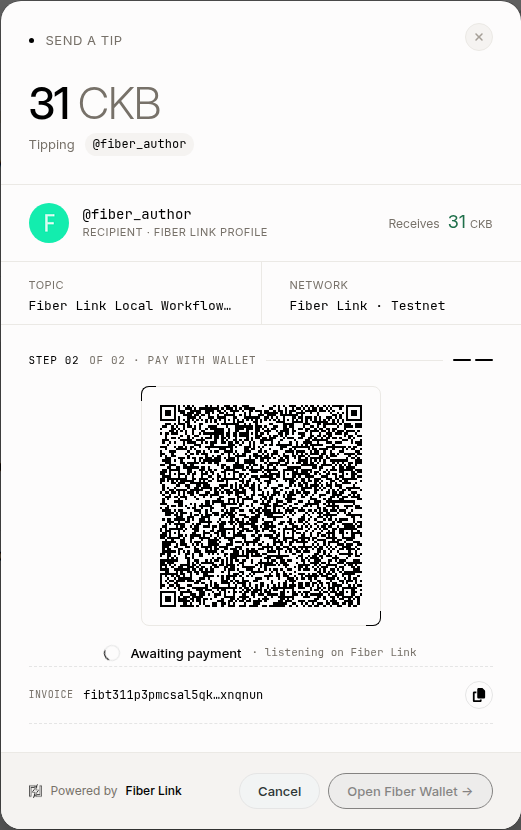 SEND A TIP
31 CKB
Tipping @fiber_author
F
@fiber_author
RECIPIENT · FIBER LINK PROFILE
Receives 31 CKB
TOPIC
Fiber Link Local Workflow…
NETWORK
Fiber Link · Testnet
STEP 02 OF 02 · PAY WITH WALLET
Awaiting payment · listening on Fiber Link
INVOICE fibt311p3pmcsal5qk…xnqnun
Powered by Fiber Link
Cancel
Open Fiber Wallet →